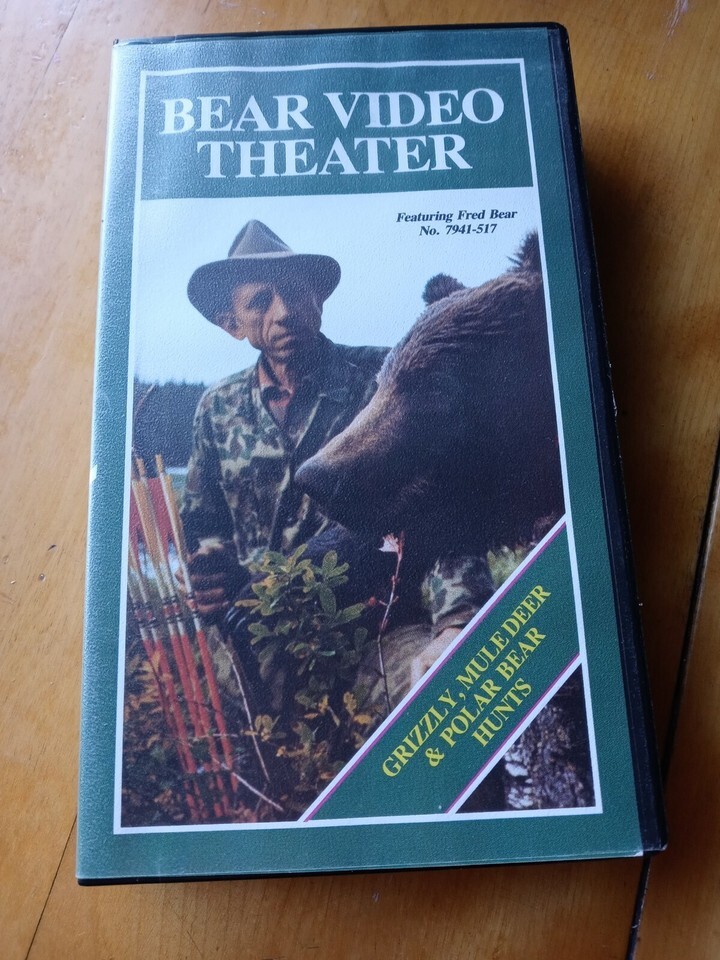 BEAR VIDEO
THEATER
Featuring Fred Bear
No. 7941-517
GRIZZLY, MULE DEER
& POLAR BEAR
HUNTS